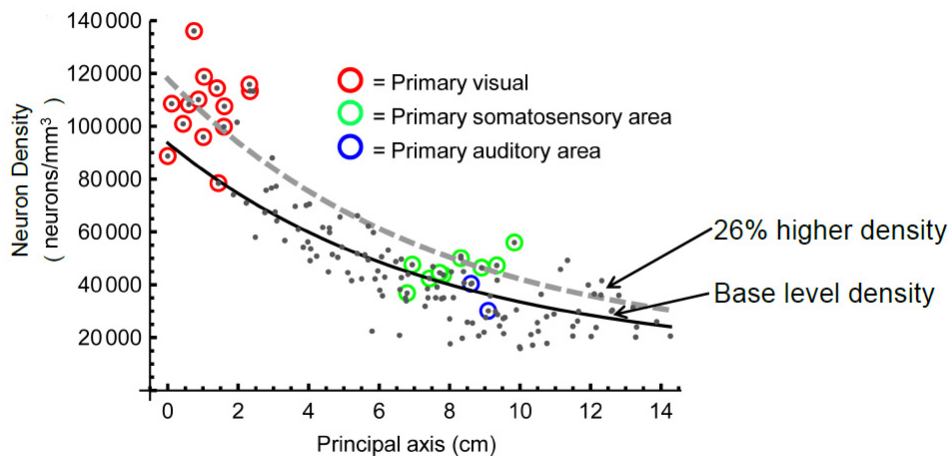 140 000
120 000
100 000
80 000
60 000
40 000
20 000
Neuron Density
( neurons/mm³ )
= Primary visual
= Primary somatosensory area
= Primary auditory area
26% higher density
Base level density
0 2 4 6 8 10 12 14
Principal axis (cm)